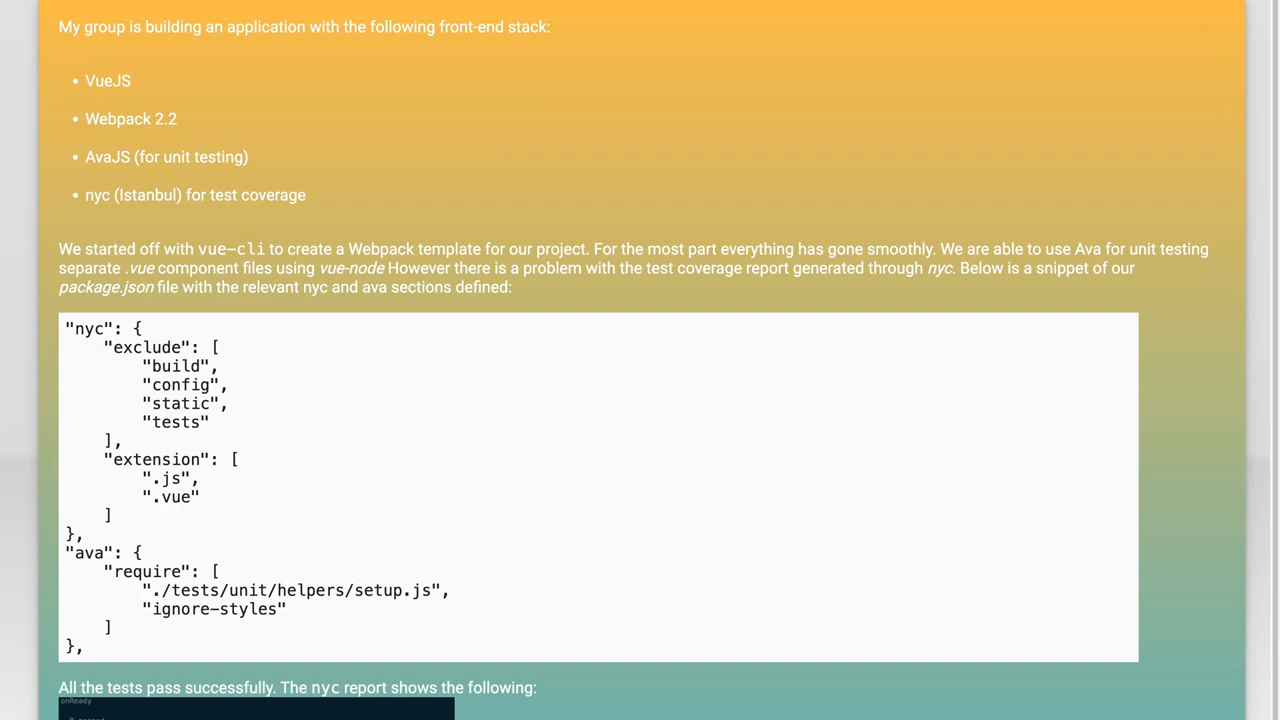 My group is building an application with the following front-end stack:
• VueJS
• Webpack 2.2
• AvaJS (for unit testing)
• nyc (Istanbul) for test coverage
We started off with vue-cli to create a Webpack template for our project. For the most part everything has gone smoothly. We are able to use Ava for unit testing
separate .vue component files using vue-node However there is a problem with the test coverage report generated through nyc. Below is a snippet of our
package.json file with the relevant nyc and ava sections defined:
"nyc": {
    "exclude": [
        "build",
        "config",
        "static",
        "tests"
    ],
    "extension": [
        ".js",
        ".vue"
    ]
},
"ava": {
    "require": [
        "./tests/unit/helpers/setup.js",
        "ignore-styles"
    ]
},
All the tests pass successfully. The nyc report shows the following:
onReady